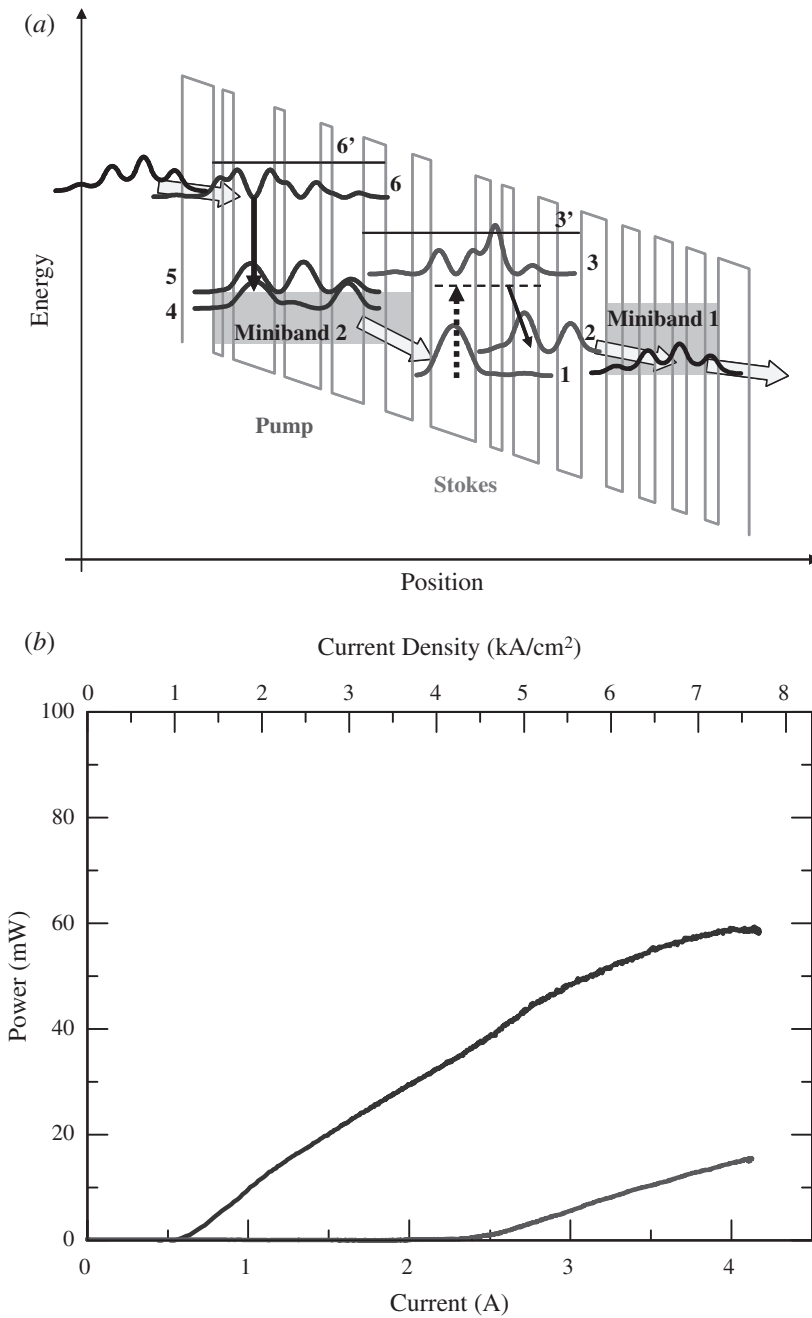 (a)
6'
6
3'
5
3
4
Miniband 2
2
Miniband 1
1
Energy
Pump
Stokes
Position
(b)
Current Density (kA/cm²)
0 1 2 3 4 5 6 7 8
100
80
60
40
20
0
Power (mW)
0 1 2 3 4
Current (A)